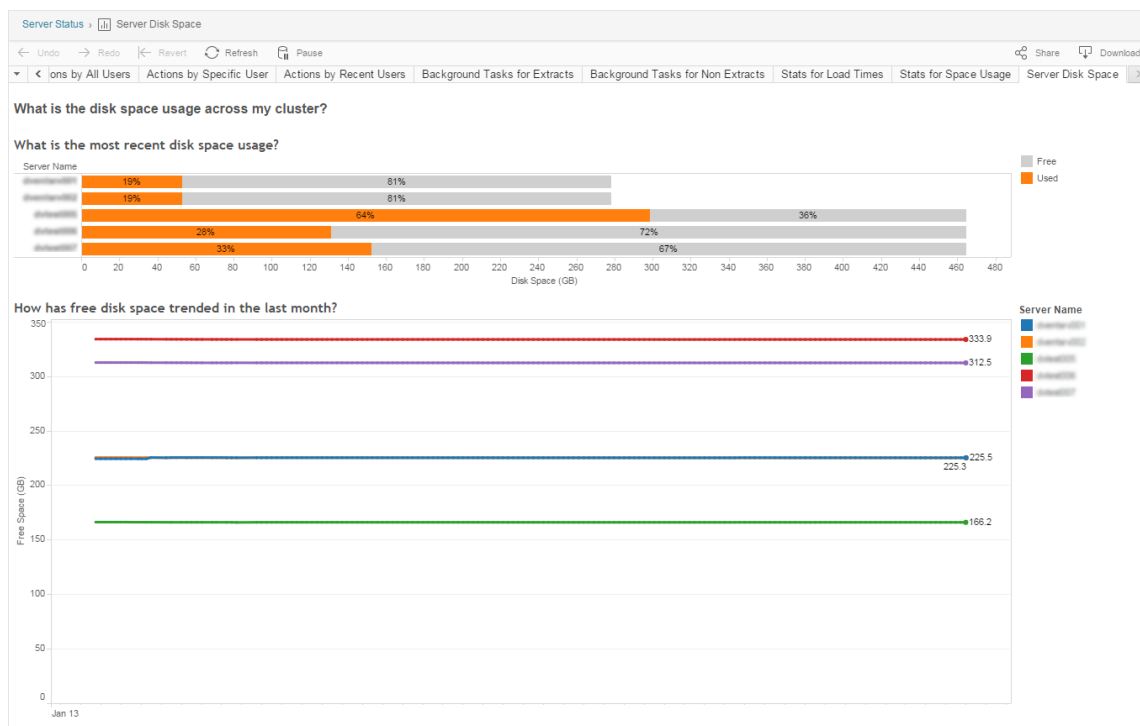 Server Status › Server Disk Space
Undo Redo Revert Refresh Pause Share Download
ons by All Users Actions by Specific User Actions by Recent Users Background Tasks for Extracts Background Tasks for Non Extracts Stats for Load Times Stats for Space Usage Server Disk Space
What is the disk space usage across my cluster?
What is the most recent disk space usage?
Server Name
19% 81%
19% 81%
64% 36%
28% 72%
33% 67%
0 20 40 60 80 100 120 140 160 180 200 220 240 260 280 300 320 340 360 380 400 420 440 460 480
Disk Space (GB)
Free
Used
How has free disk space trended in the last month?
350
300
250
200
150
100
50
0
Free Space (GB)
333.9
312.5
225.5
225.3
166.2
Jan 13
Server Name